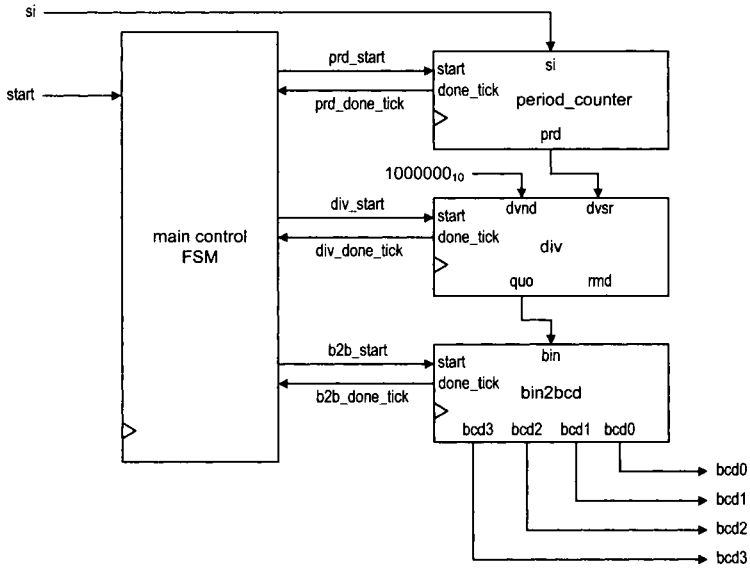 si
start
main control
FSM
prd_start
prd_done_tick
start
done_tick
si
period_counter
prd
1000000₁₀
div_start
div_done_tick
start
done_tick
dvnd
dvsr
div
quo
rmd
b2b_start
b2b_done_tick
start
done_tick
bin
bin2bcd
bcd3
bcd2
bcd1
bcd0
bcd0
bcd1
bcd2
bcd3